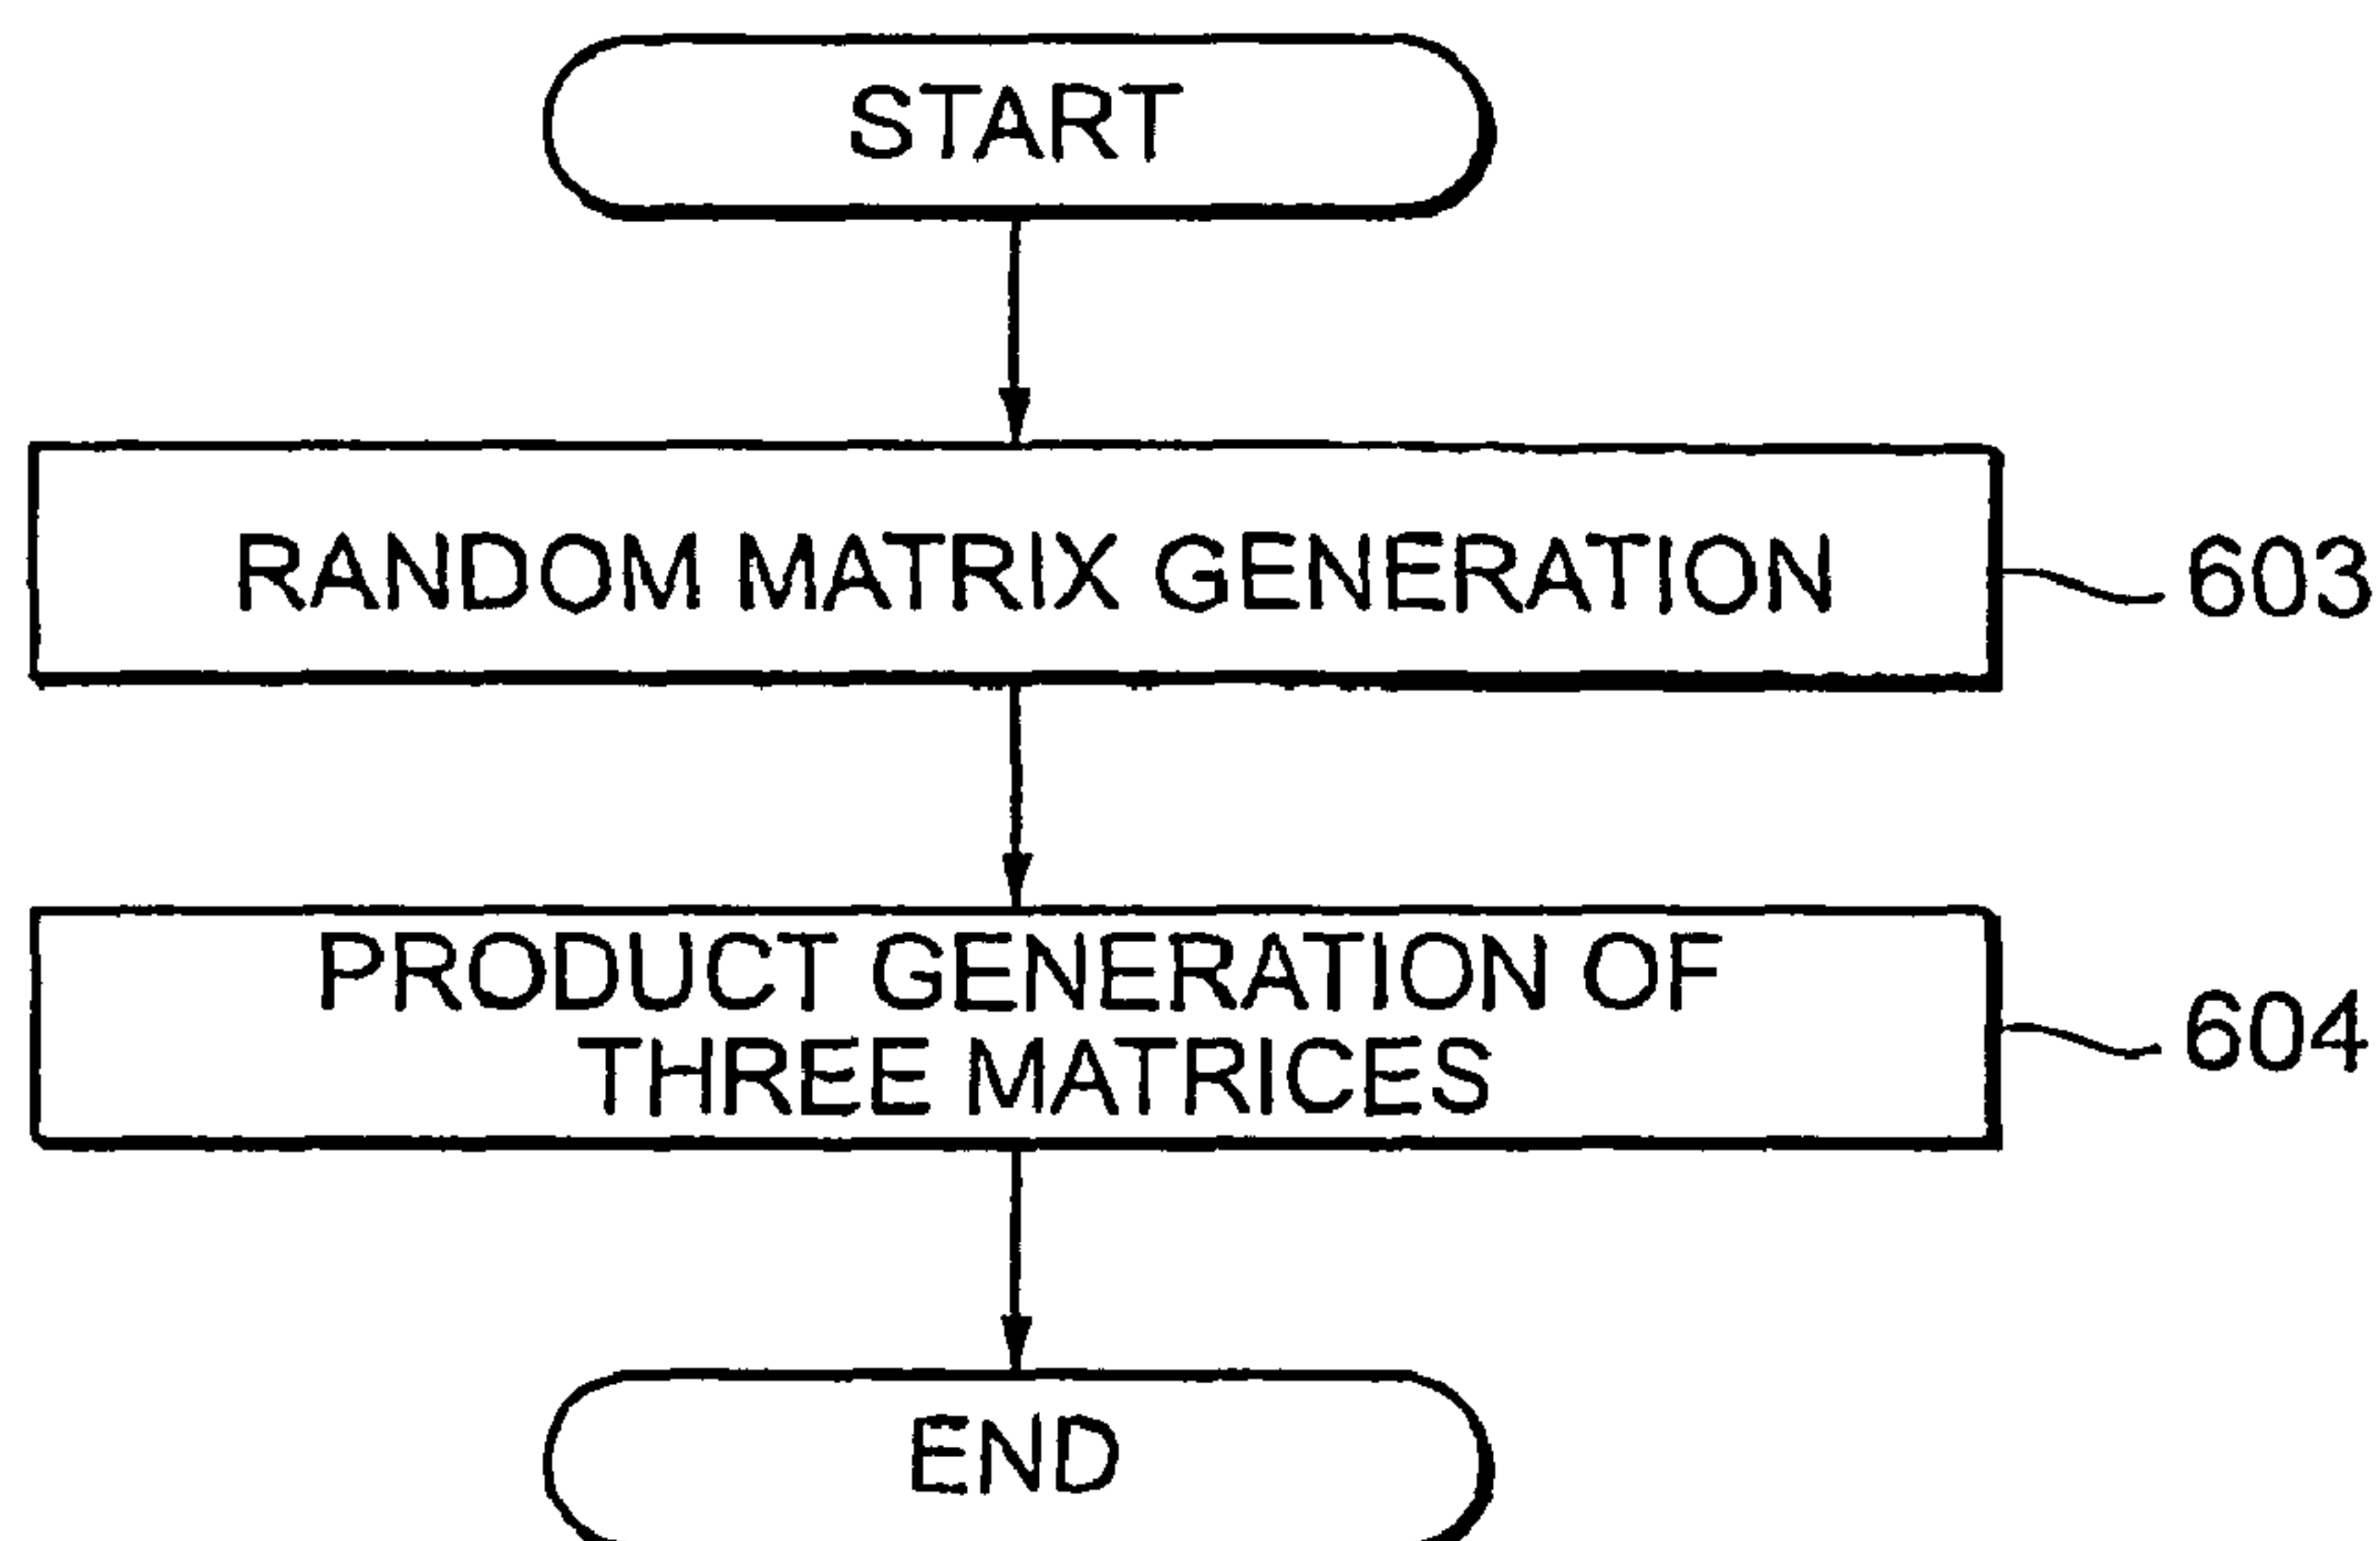 START
RANDOM MATRIX GENERATION
603
PRODUCT GENERATION OF
THREE MATRICES
604
END